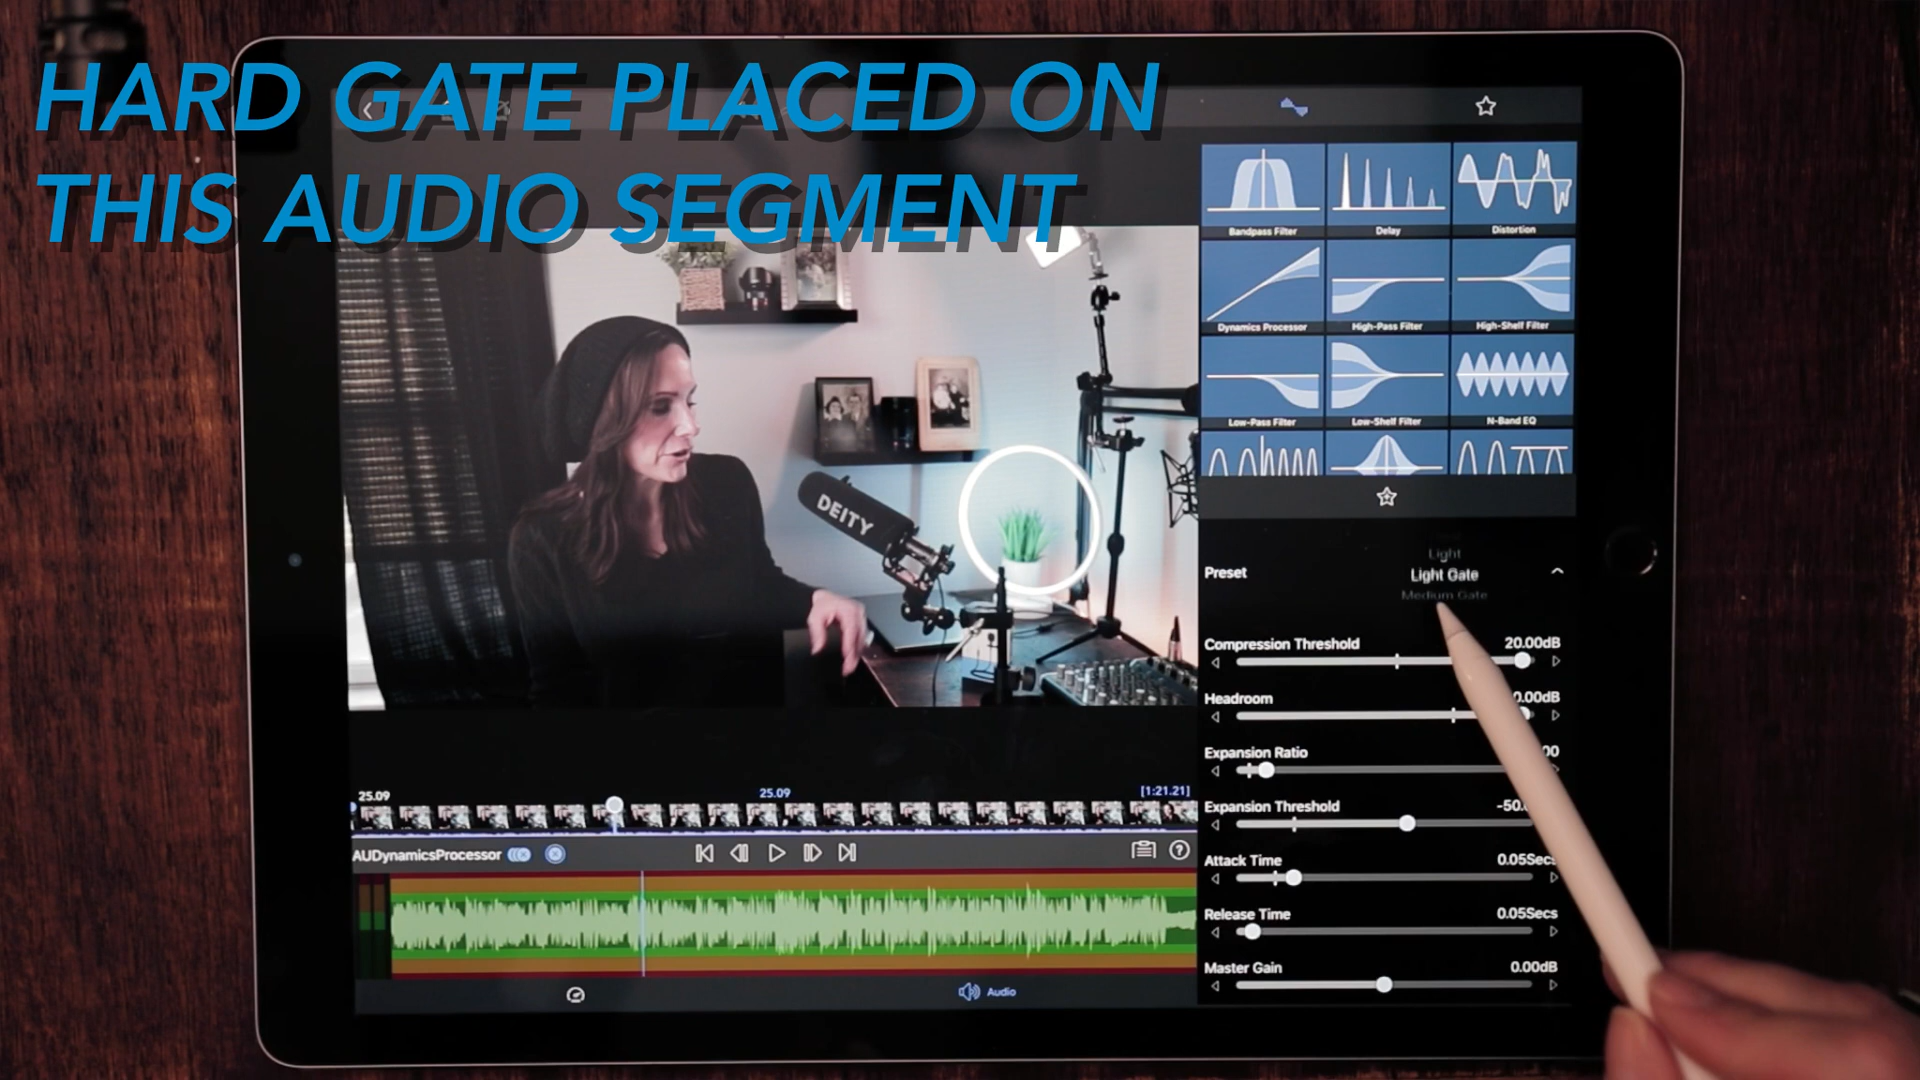 HARD GATE PLACED ON
THIS AUDIO SEGMENT
Bandpass Filter
Delay
Distortion
Dynamics Processor
High-Pass Filter
High-Shelf Filter
Low-Pass Filter
Low-Shelf Filter
N-Band EQ
DEITY
Light
Preset
Light Gate
Medium Gate
Compression Threshold
20.00dB
Headroom
0.00dB
Expansion Ratio
Expansion Threshold
Attack Time
0.05Secs
Release Time
0.05Secs
Master Gain
0.00dB
25.09
25.09
[1:21.21]
AUDynamicsProcessor
Audio